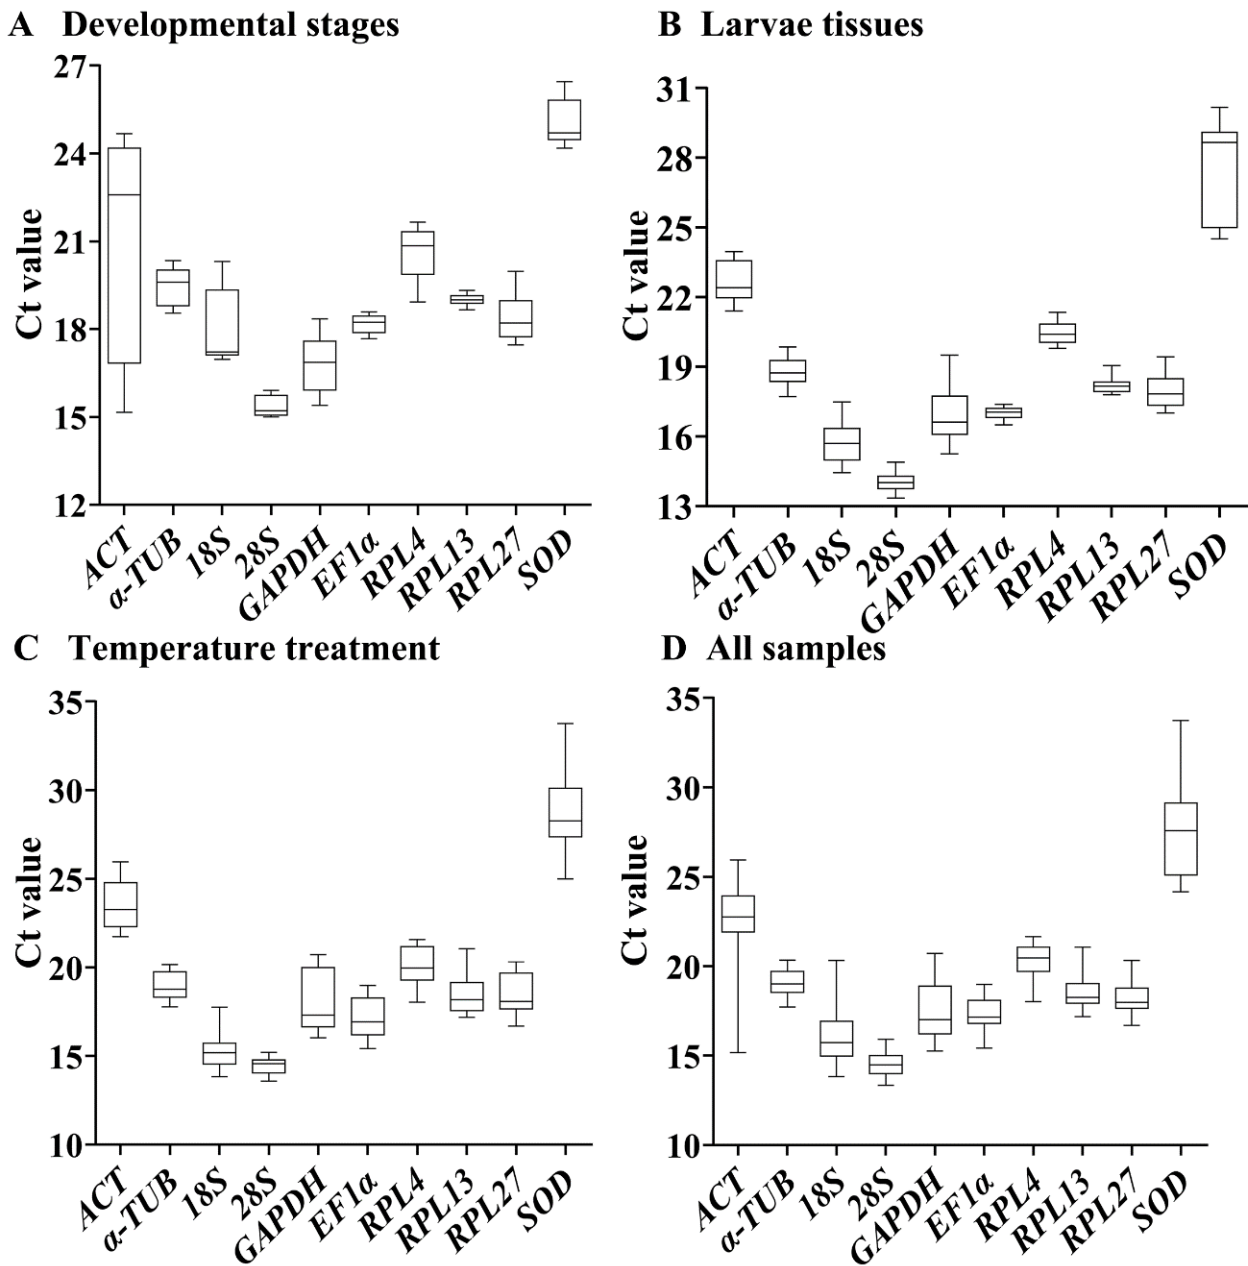 A Developmental stages
Ct value
27
24
21
18
15
12
ACT
α-TUB
18S
28S
GAPDH
EF1α
RPL4
RPL13
RPL27
SOD
B Larvae tissues
Ct value
31
28
25
22
19
16
13
ACT
α-TUB
18S
28S
GAPDH
EF1α
RPL4
RPL13
RPL27
SOD
C Temperature treatment
Ct value
35
30
25
20
15
10
ACT
α-TUB
18S
28S
GAPDH
EF1α
RPL4
RPL13
RPL27
SOD
D All samples
Ct value
35
30
25
20
15
10
ACT
α-TUB
18S
28S
GAPDH
EF1α
RPL4
RPL13
RPL27
SOD